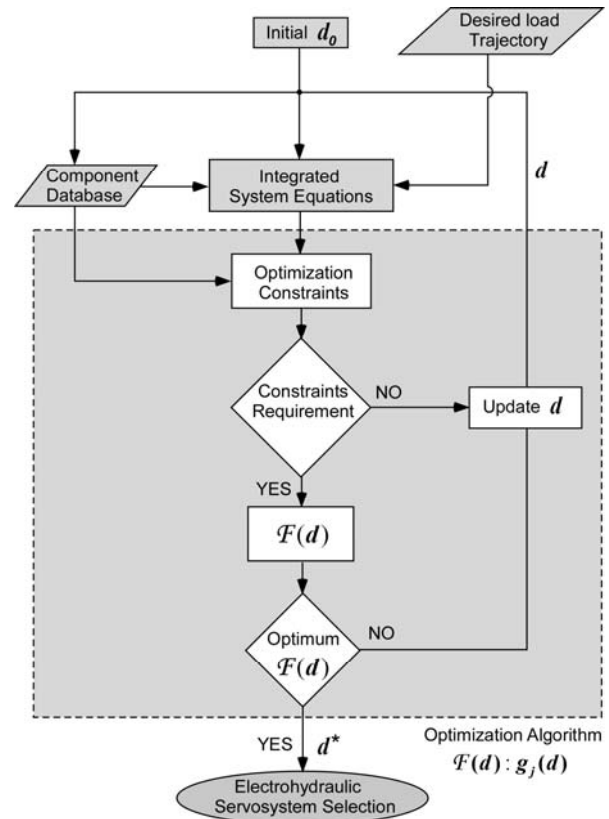 Initial d₀
Desired load
Trajectory
Component
Database
Integrated
System Equations
d
Optimization
Constraints
Constraints
Requirement
NO
Update d
YES
ℱ(d)
Optimum
ℱ(d)
NO
YES
d*
Optimization Algorithm
ℱ(d) : gⱼ(d)
Electrohydraulic
Servosystem Selection